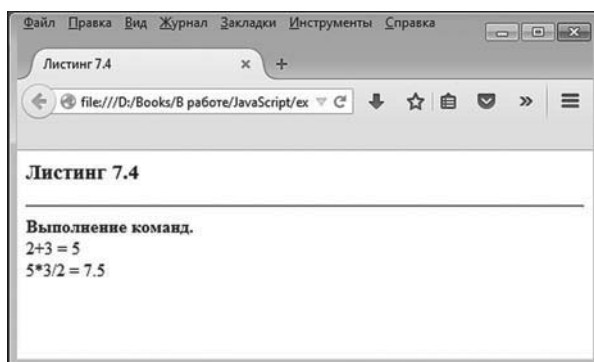 Файл Правка Вид Журнал Закладки Инструменты Справка
Листинг 7.4
file:///D:/Books/В работе/JavaScript/ex
Листинг 7.4
Выполнение команд.
2+3 = 5
5*3/2 = 7.5